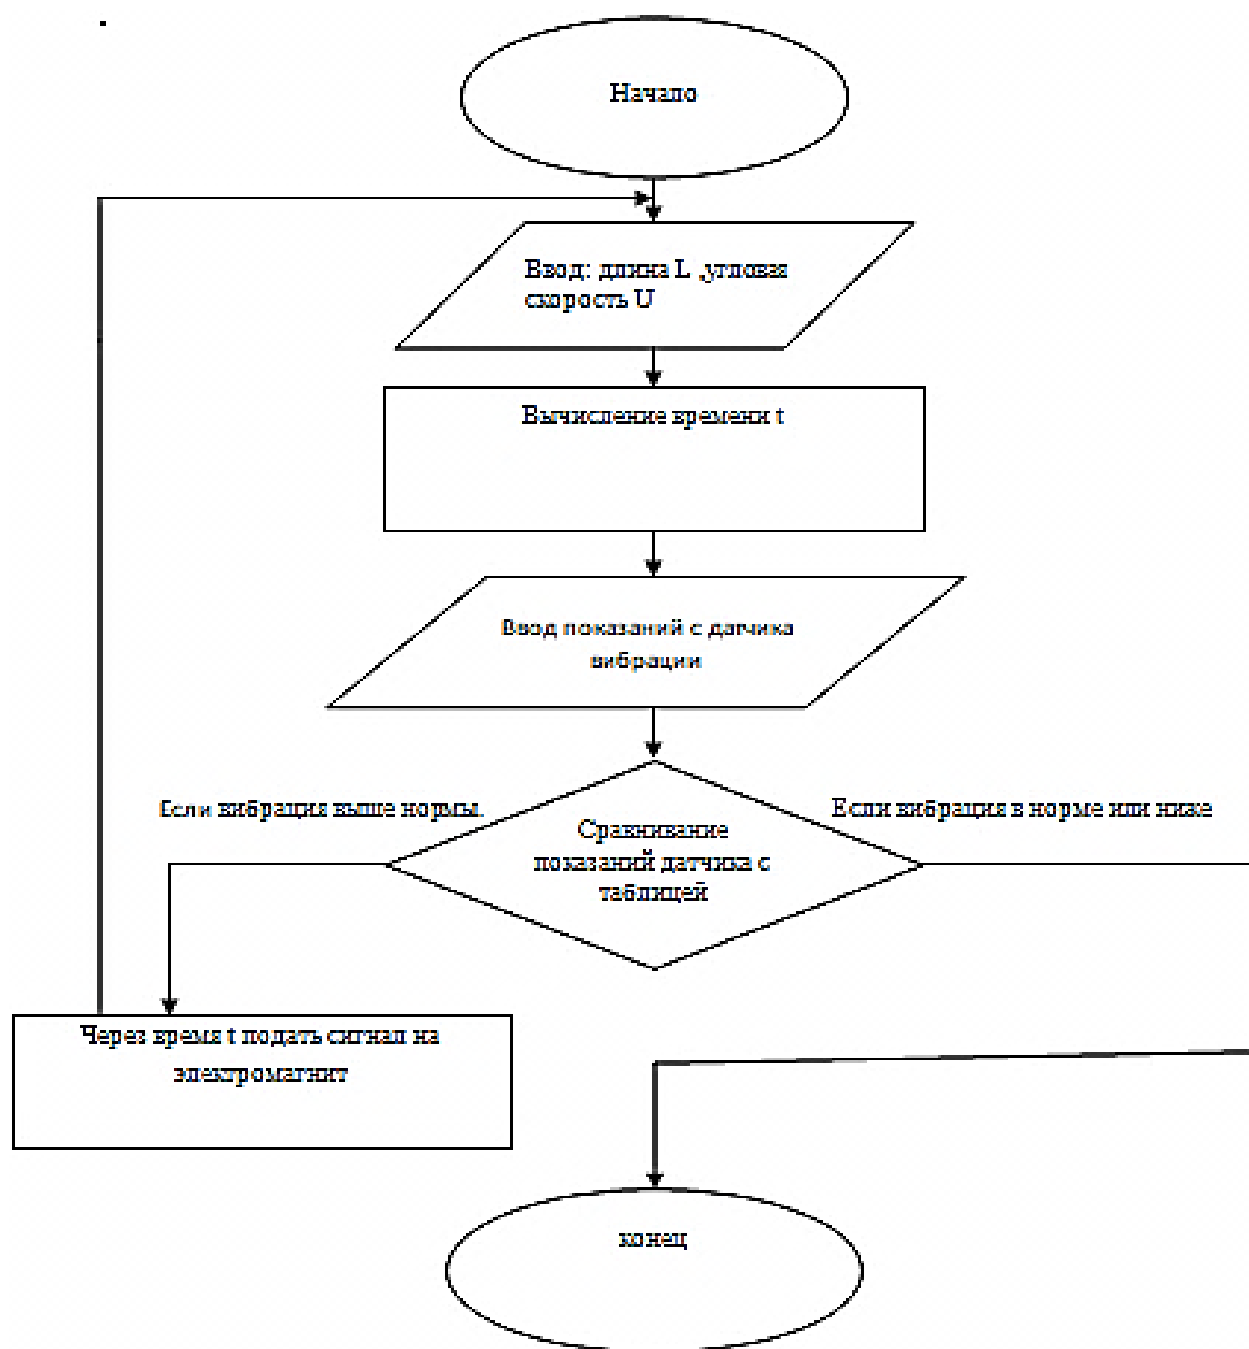 Начало
Ввод: длина L ,угловая
скорость U
Вычисление времени t
Ввод показаний с датчика
вибрации
Если вибрация выше нормы.
Если вибрация в норме или ниже
Сравнивание
показаний датчика с
таблицей
Через время t подать сигнал на
электромагнит
конец